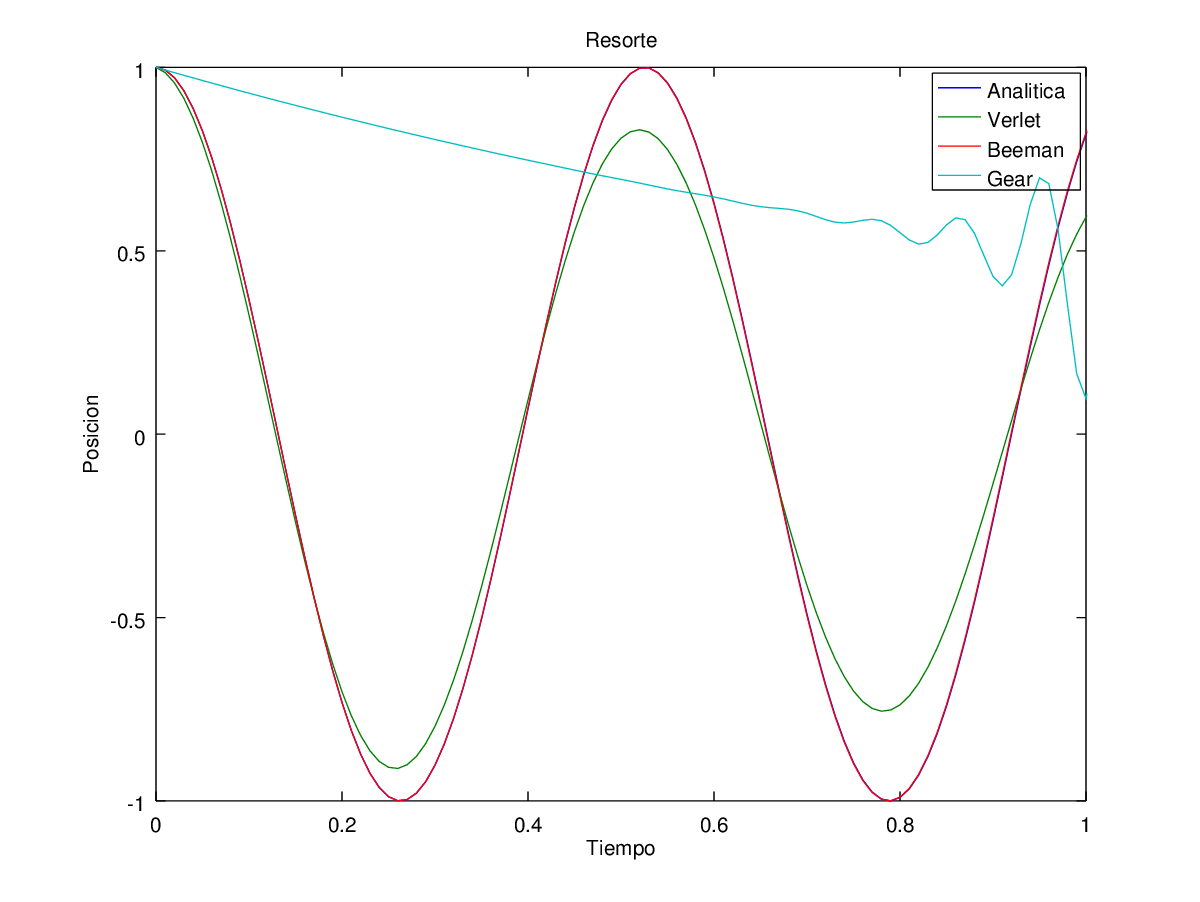 Resorte
1
0.5
0
-0.5
-1
Posicion
Analitica
Verlet
Beeman
Gear
0 0.2 0.4 0.6 0.8 1
Tiempo